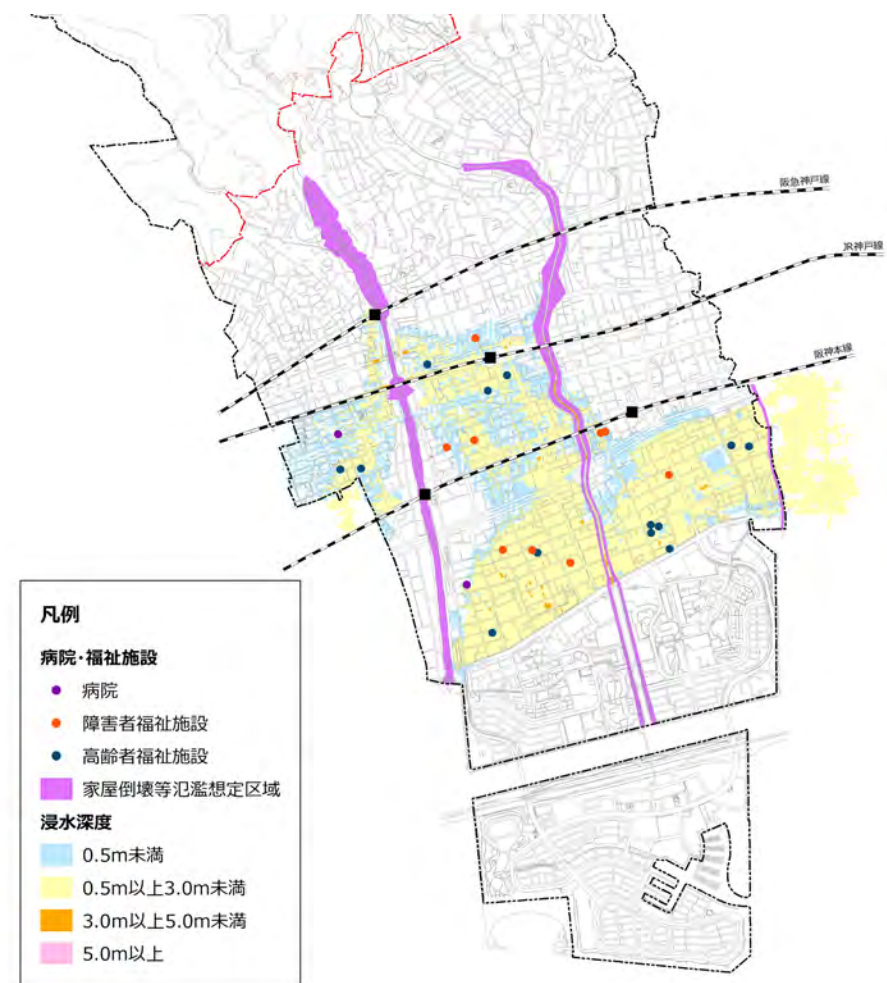 阪急神戸線
JR神戸線
阪神本線
凡例
病院・福祉施設
病院
障害者福祉施設
高齢者福祉施設
家屋倒壊等氾濫想定区域
浸水深度
0.5m未満
0.5m以上3.0m未満
3.0m以上5.0m未満
5.0m以上